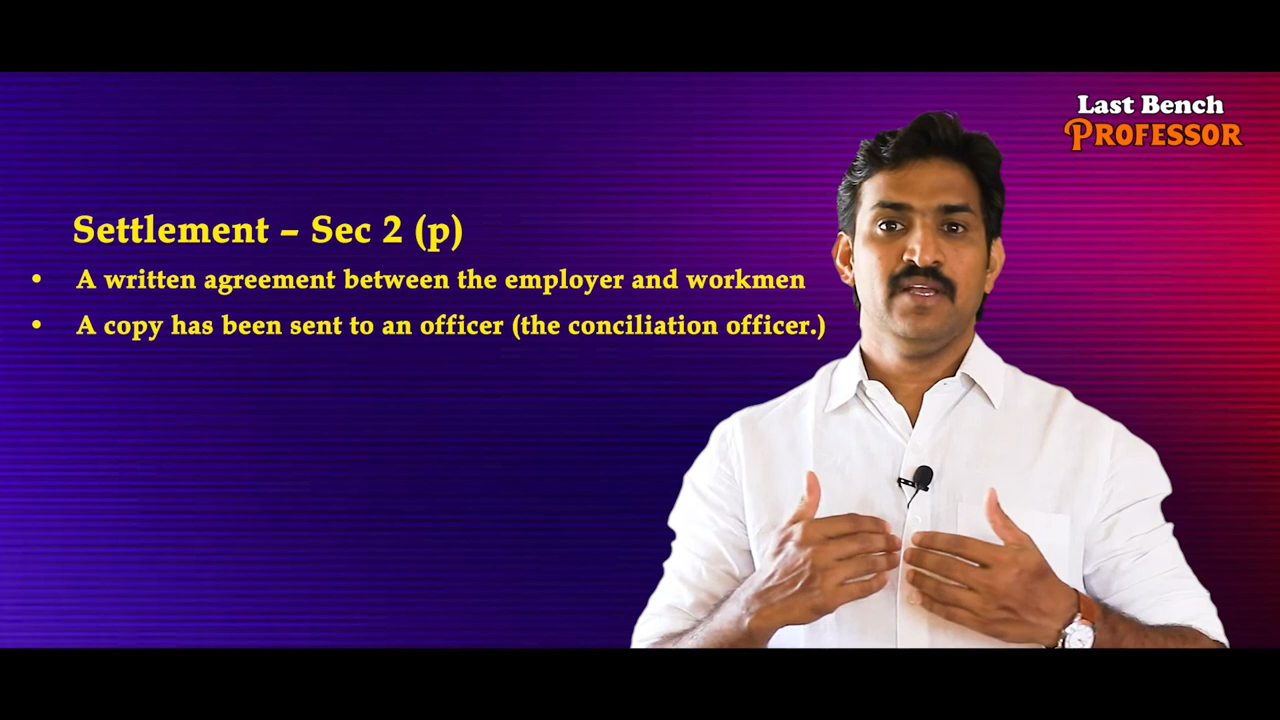 Last Bench
PROFESSOR
Settlement – Sec 2 (p)
• A written agreement between the employer and workmen
• A copy has been sent to an officer (the conciliation officer.)